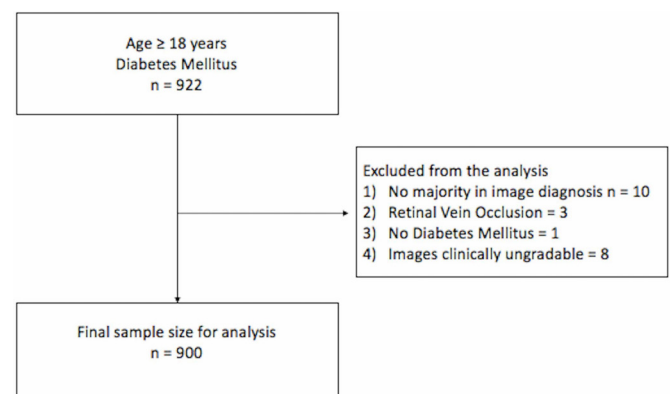 Age ≥ 18 years
Diabetes Mellitus
n = 922
Excluded from the analysis
1) No majority in image diagnosis n = 10
2) Retinal Vein Occlusion = 3
3) No Diabetes Mellitus = 1
4) Images clinically ungradable = 8
Final sample size for analysis
n = 900